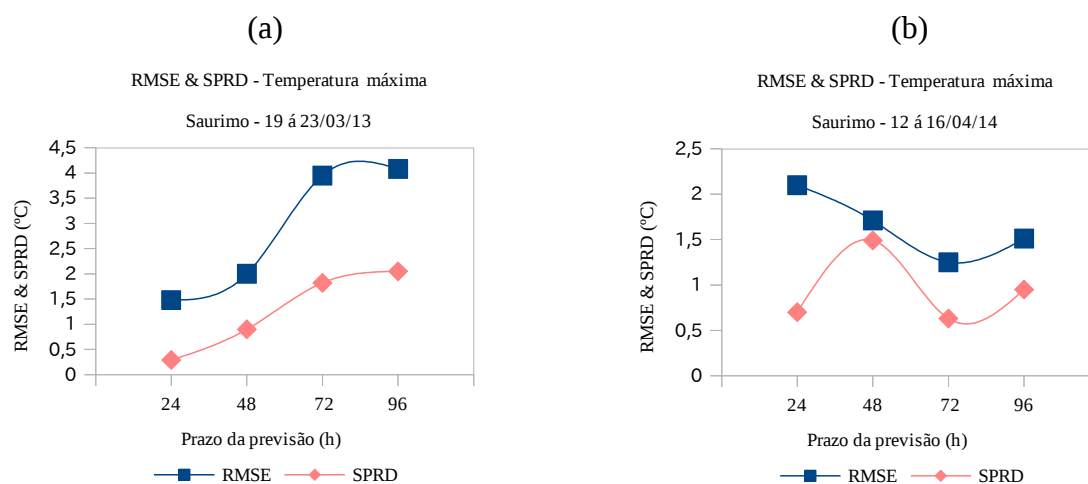 (a)
RMSE & SPRD - Temperatura máxima
Saurimo - 19 á 23/03/13
RMSE & SPRD (ºC)
4,5
4
3,5
3
2,5
2
1,5
1
0,5
0
24 48 72 96
Prazo da previsão (h)
RMSE SPRD
(b)
RMSE & SPRD - Temperatura máxima
Saurimo - 12 á 16/04/14
RMSE & SPRD (ºC)
2,5
2
1,5
1
0,5
0
24 48 72 96
Prazo da previsão (h)
RMSE SPRD